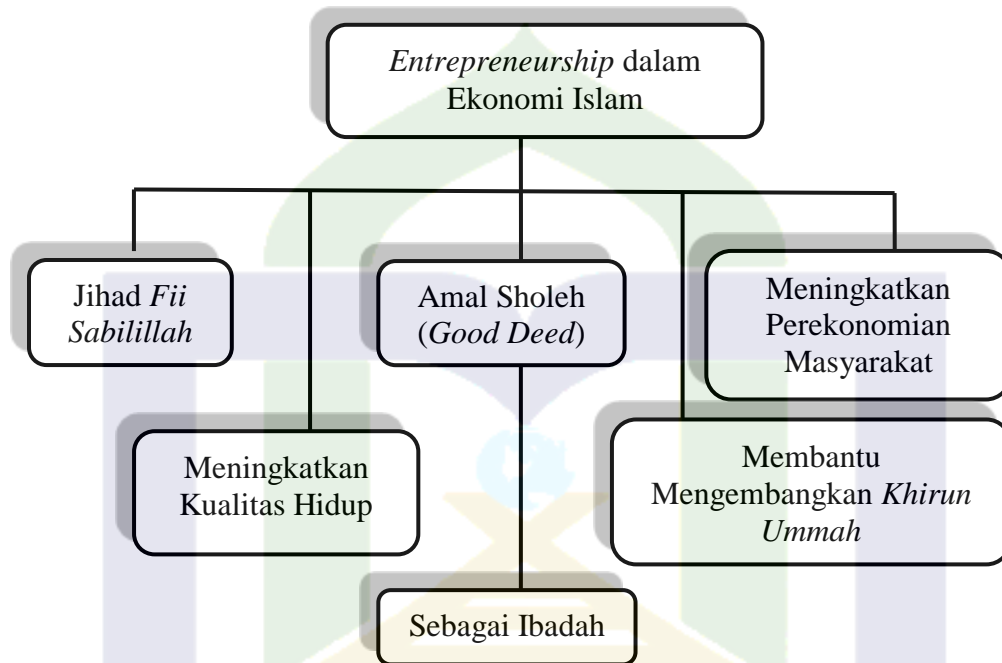 Entrepreneurship dalam
Ekonomi Islam
Jihad Fii
Sabilillah
Amal Sholeh
(Good Deed)
Meningkatkan
Perekonomian
Masyarakat
Meningkatkan
Kualitas Hidup
Membantu
Mengembangkan Khirun
Ummah
Sebagai Ibadah